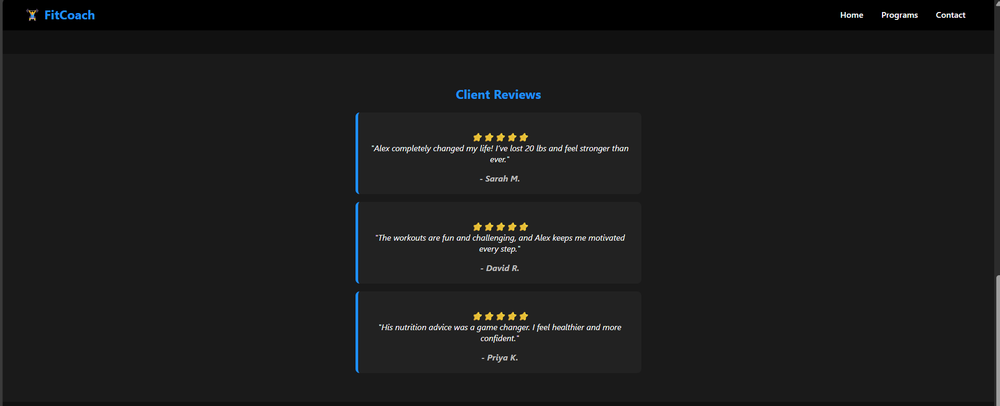 FitCoach
Home Programs Contact
Client Reviews
"Alex completely changed my life! I've lost 20 lbs and feel stronger than
ever."
- Sarah M.
"The workouts are fun and challenging, and Alex keeps me motivated
every step."
- David R.
"His nutrition advice was a game changer. I feel healthier and more
confident."
- Priya K.